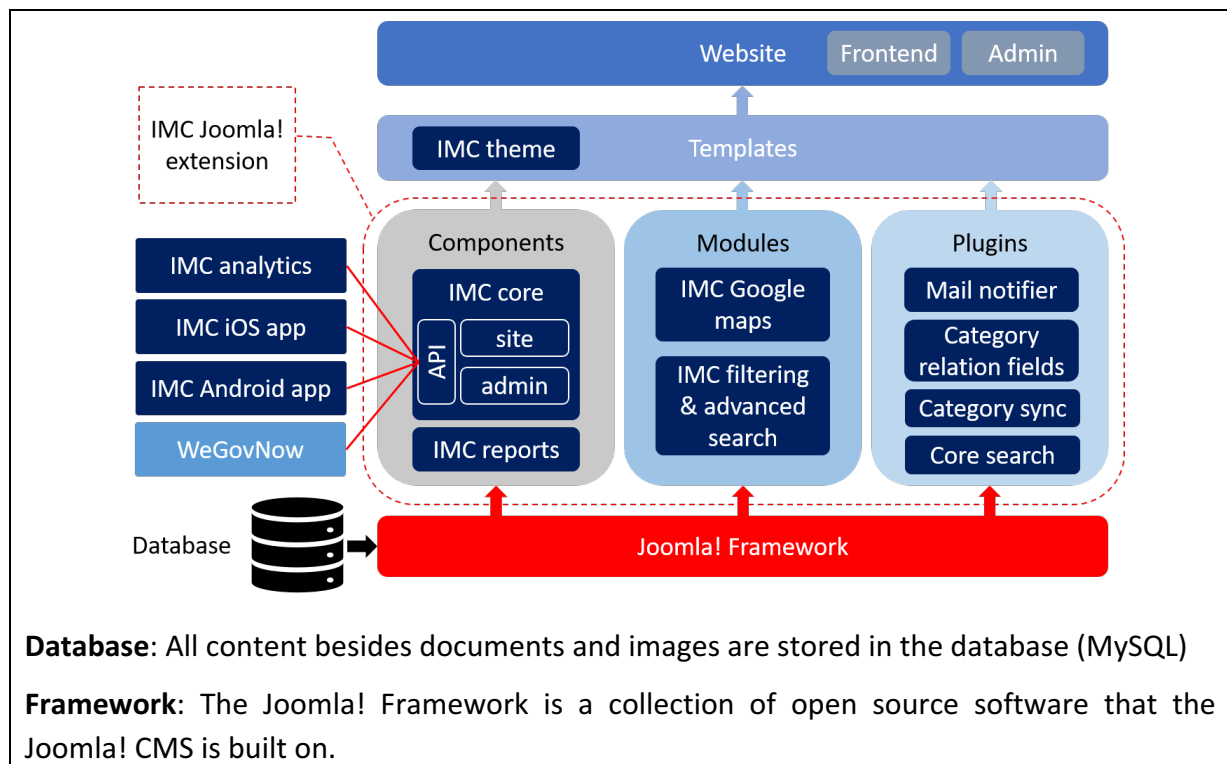 Website
Frontend
Admin
IMC Joomla!
extension
IMC theme
Templates
Components
Modules
Plugins
IMC analytics
IMC iOS app
IMC Android app
WeGovNow
IMC core
API
site
admin
IMC reports
IMC Google
maps
IMC filtering
& advanced
search
Mail notifier
Category
relation fields
Category sync
Core search
Database
Joomla! Framework
Database: All content besides documents and images are stored in the database (MySQL)
Framework: The Joomla! Framework is a collection of open source software that the
Joomla! CMS is built on.